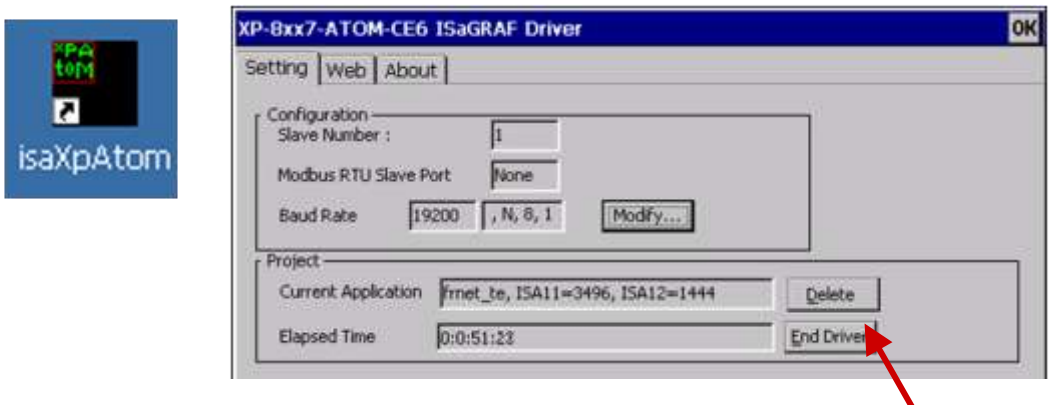 XPA
toM
isaXpAtom
XP-8xx7-ATOM-CE6 ISaGRAF Driver OK
Setting Web About
Configuration
Slave Number : 1
Modbus RTU Slave Port None
Baud Rate 19200 , N, 8, 1 Modify...
Project
Current Application frnet_te, ISA11=3496, ISA12=1444 Delete
Elapsed Time 0:0:51:23 End Driver